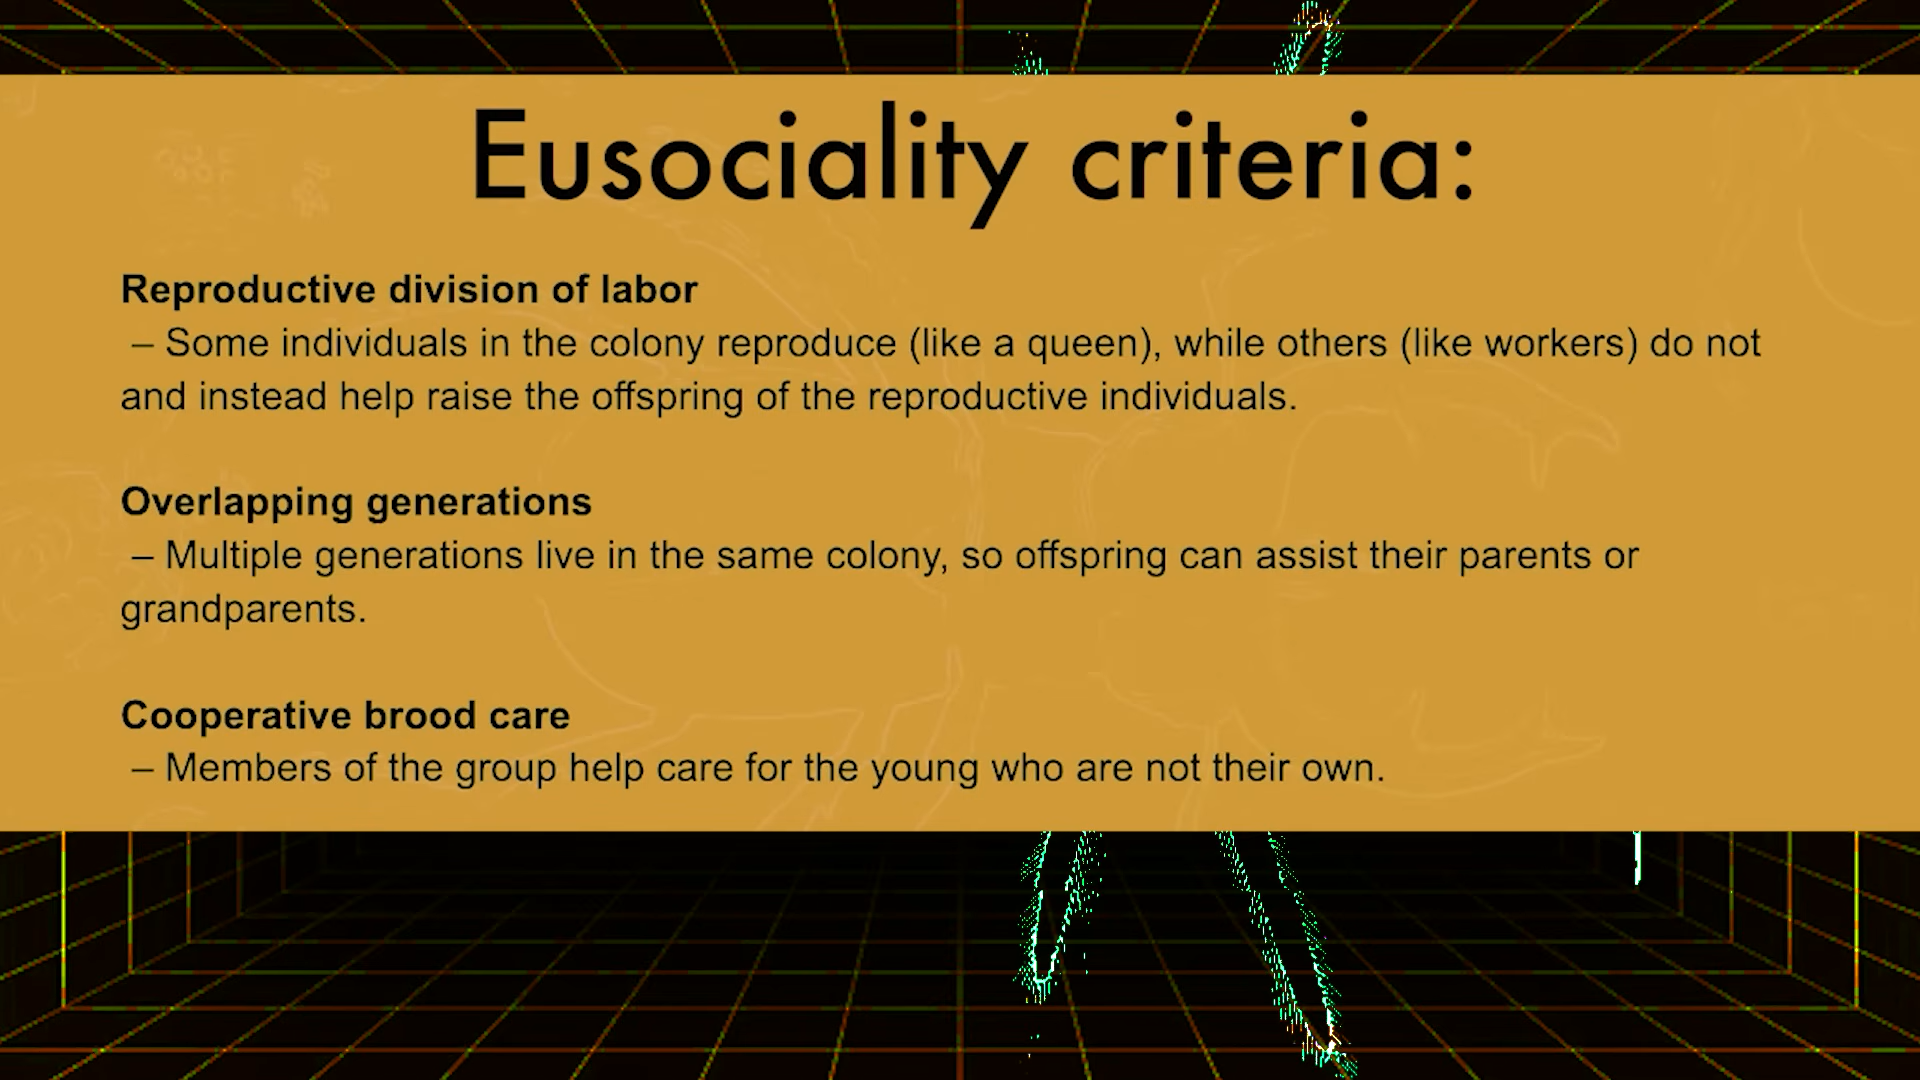 Eusociality criteria:
Reproductive division of labor
– Some individuals in the colony reproduce (like a queen), while others (like workers) do not
and instead help raise the offspring of the reproductive individuals.
Overlapping generations
– Multiple generations live in the same colony, so offspring can assist their parents or
grandparents.
Cooperative brood care
– Members of the group help care for the young who are not their own.